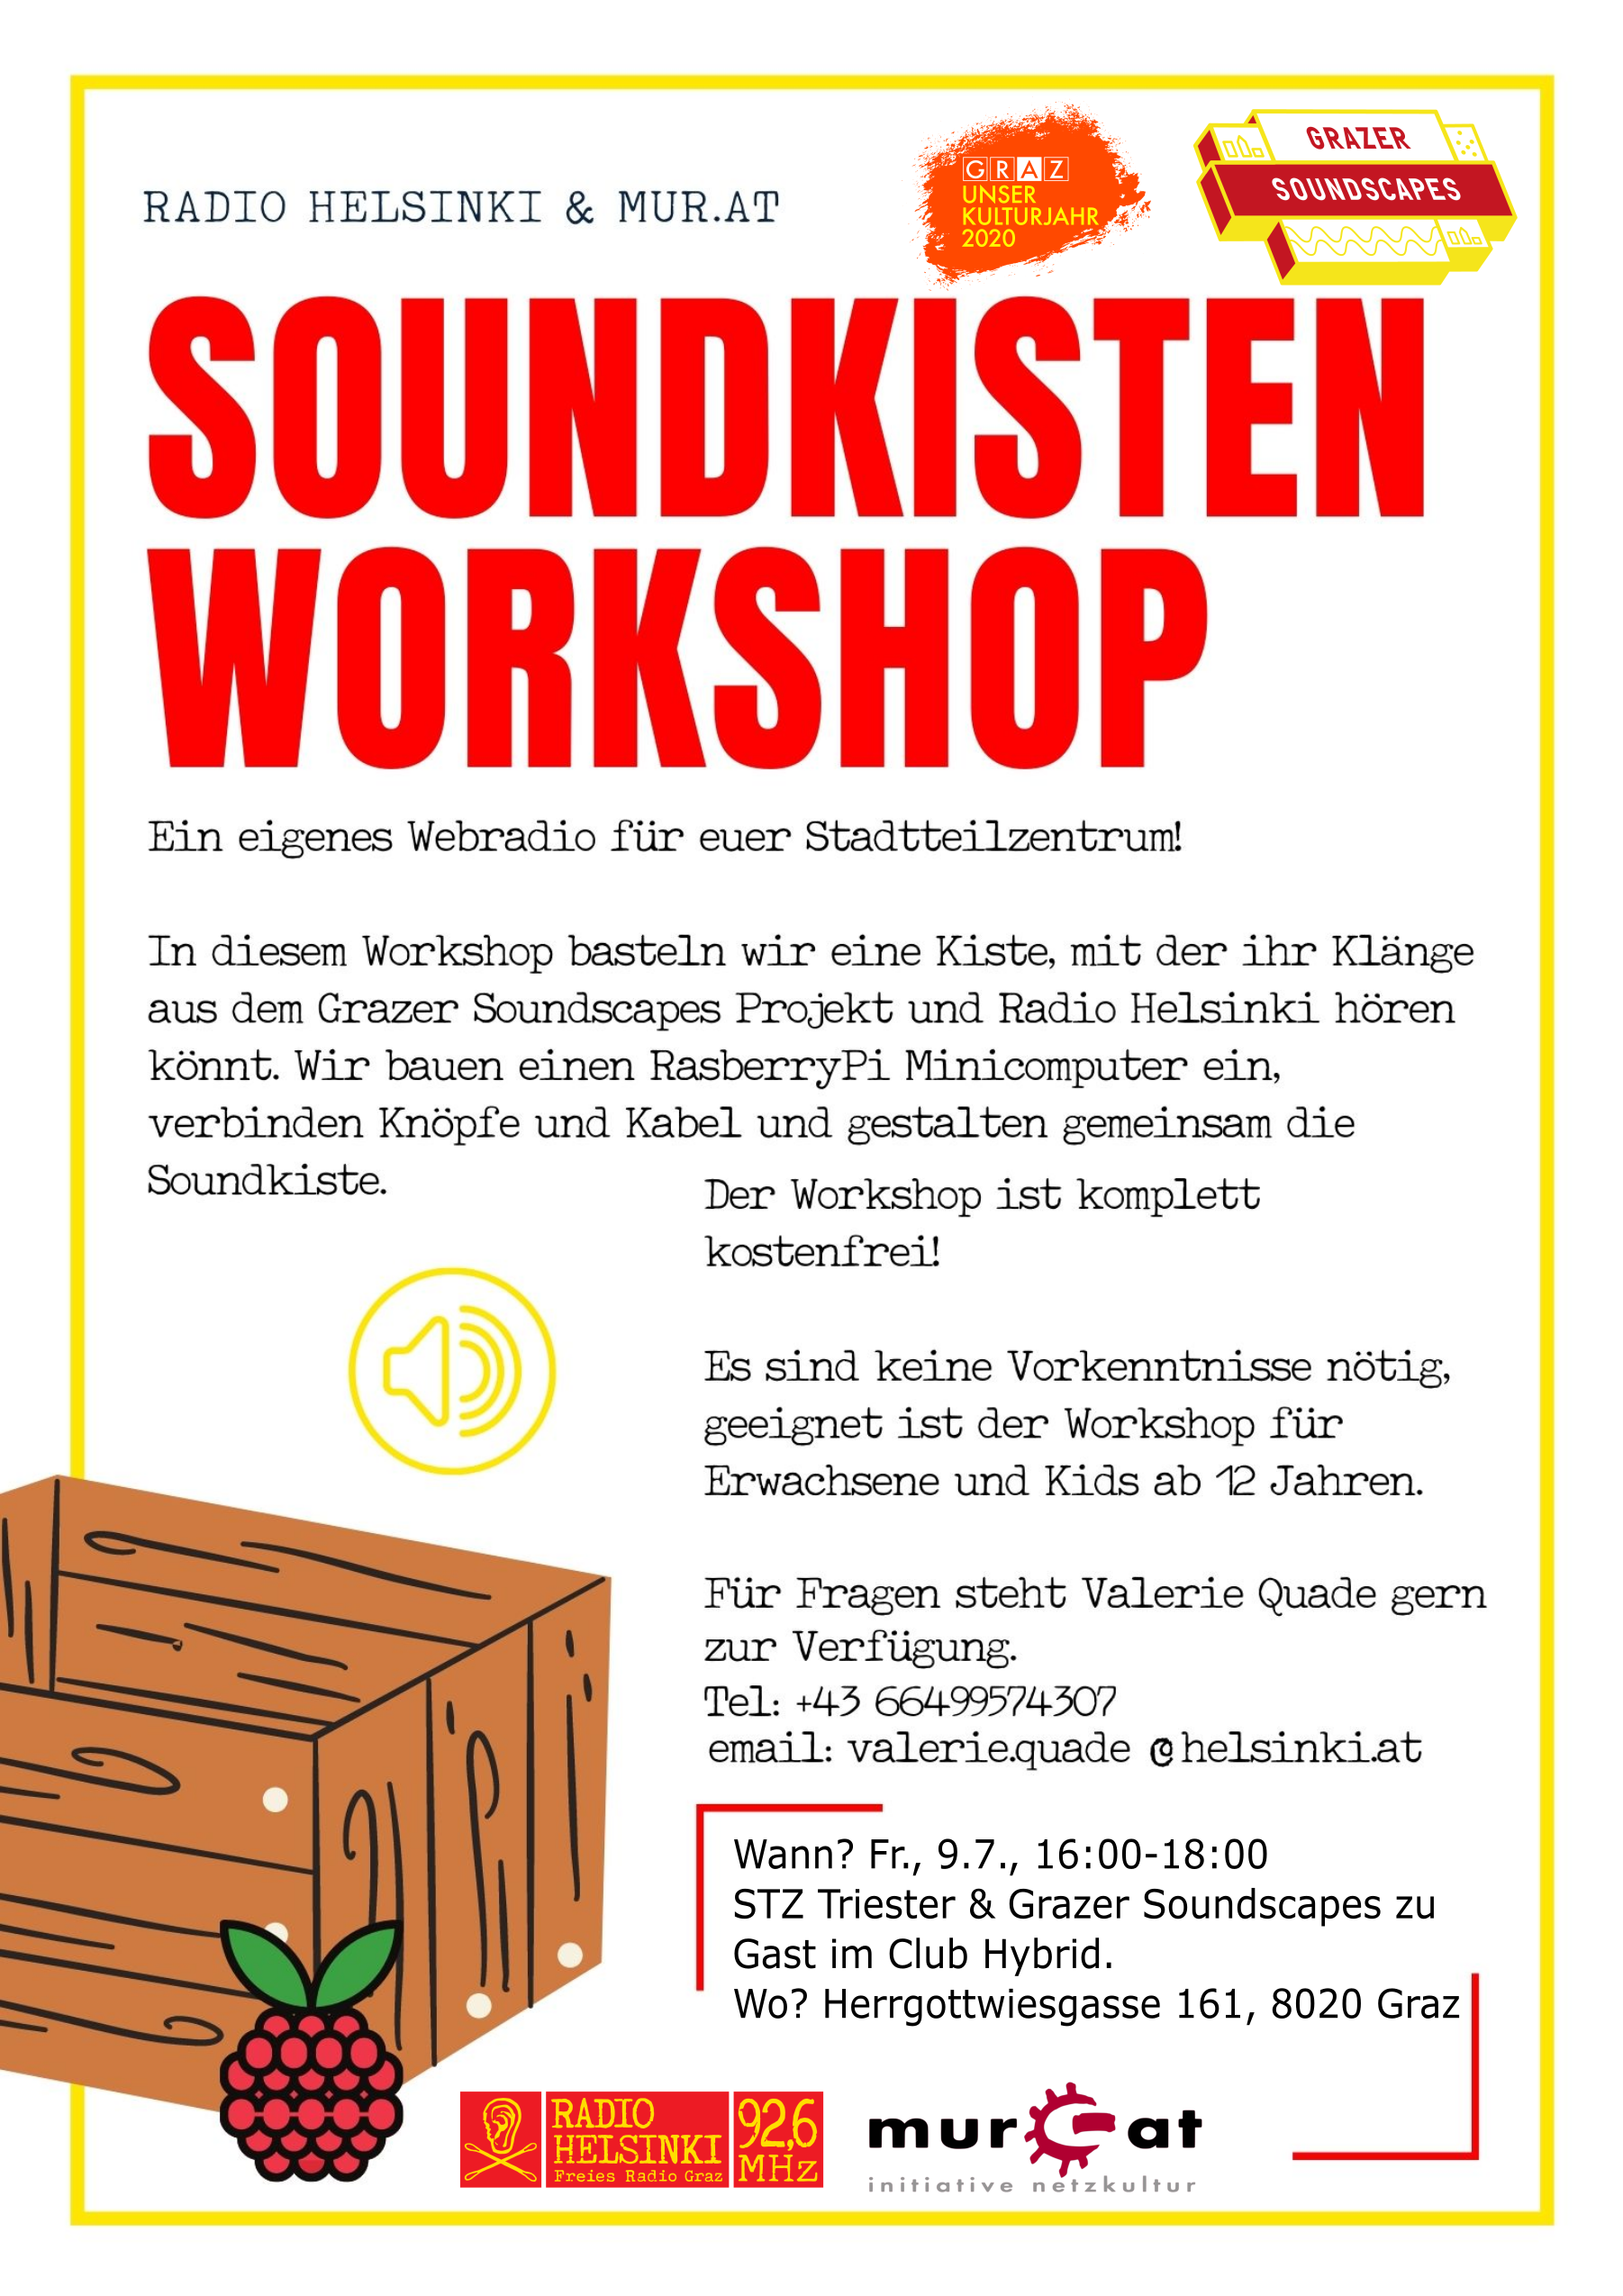 RADIO HELSINKI & MUR.AT
GRAZ
UNSER
KULTURJAHR
2020
GRAZER
SOUNDSCAPES
SOUNDKISTEN
WORKSHOP
Ein eigenes Webradio für euer Stadtteilzentrum!
In diesem Workshop basteln wir eine Kiste, mit der ihr Klänge
aus dem Grazer Soundscapes Projekt und Radio Helsinki hören
könnt. Wir bauen einen RasberryPi Minicomputer ein,
verbinden Knöpfe und Kabel und gestalten gemeinsam die
Soundkiste.
Der Workshop ist komplett
kostenfrei!
Es sind keine Vorkenntnisse nötig,
geeignet ist der Workshop für
Erwachsene und Kids ab 12 Jahren.
Für Fragen steht Valerie Quade gern
zur Verfügung.
Tel: +43 66499574307
email: valerie.quade @helsinki.at
Wann? Fr., 9.7., 16:00-18:00
STZ Triester & Grazer Soundscapes zu
Gast im Club Hybrid.
Wo? Herrgottwiesgasse 161, 8020 Graz
RADIO
HELSINKI
Freies Radio Graz
92,6
MHz
mur at
initiative netzkultur